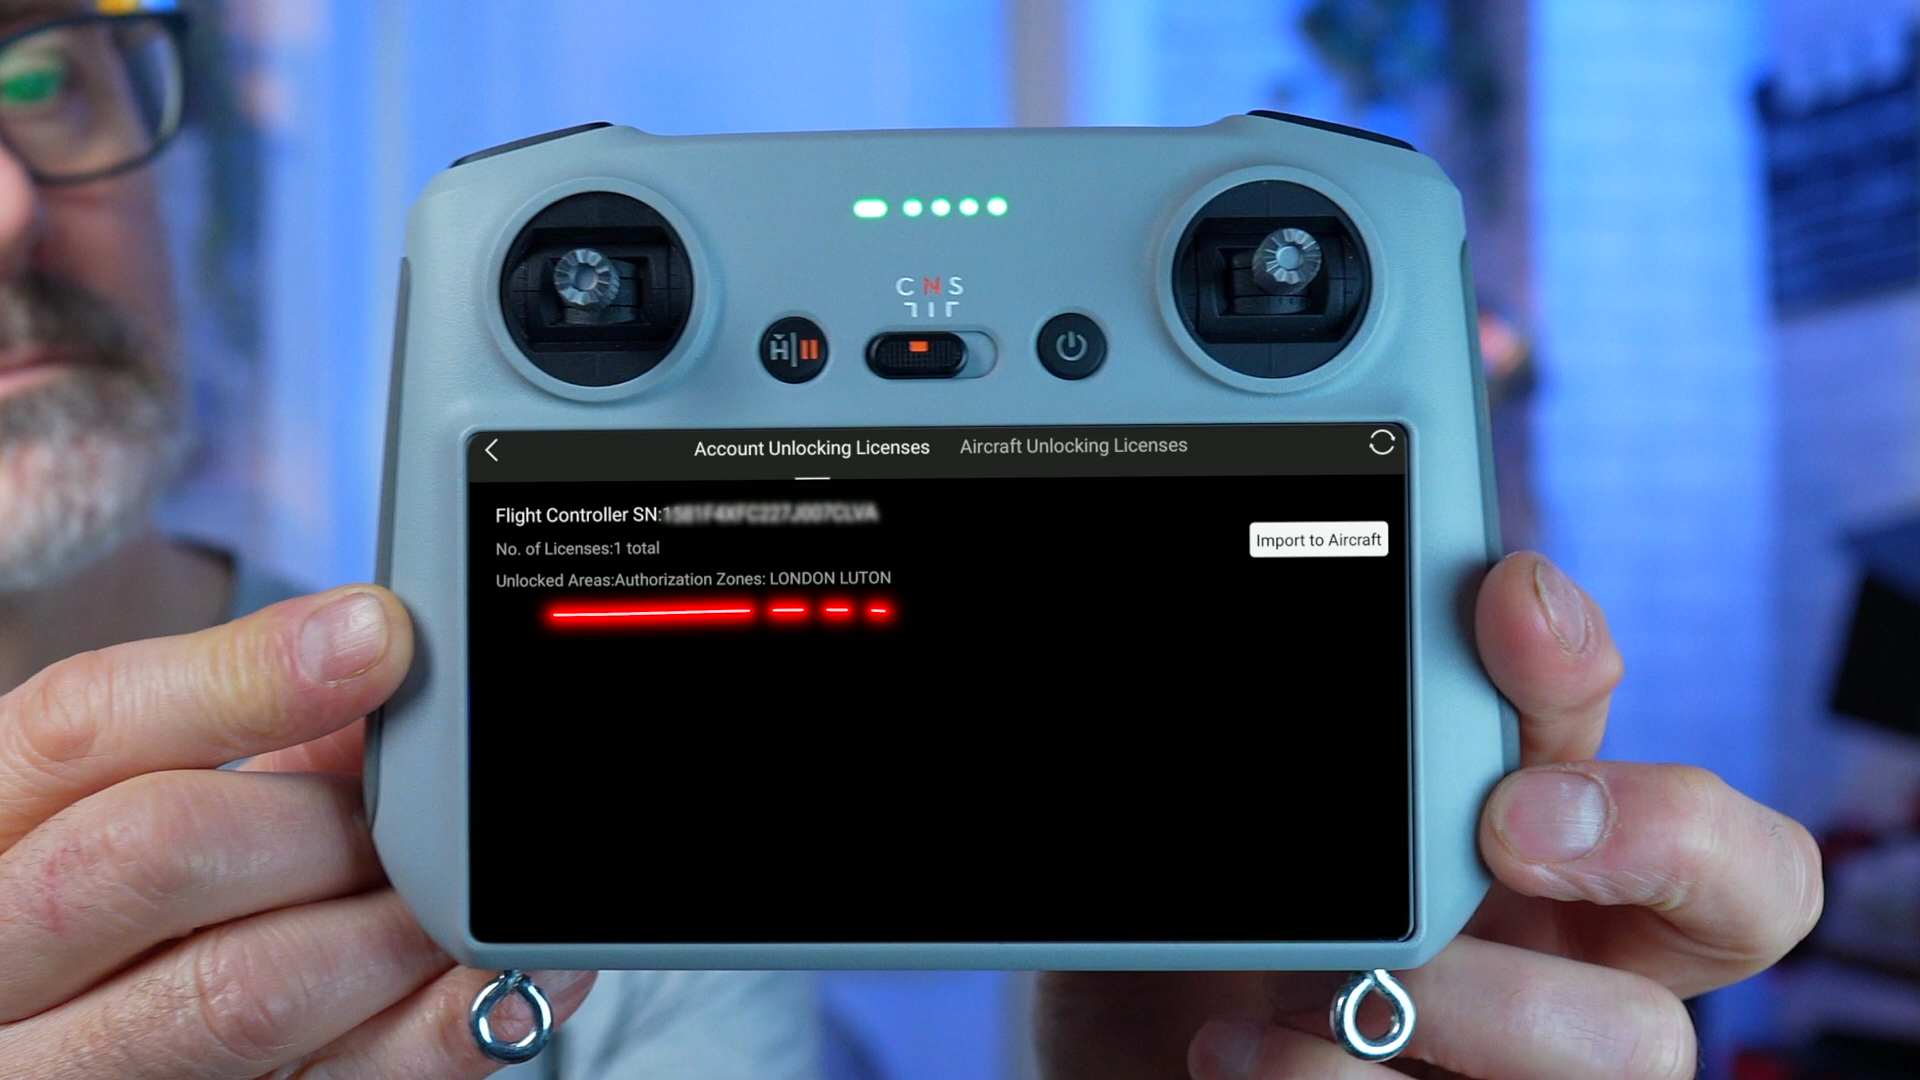 C N S
Account Unlocking Licenses Aircraft Unlocking Licenses
Flight Controller SN:
No. of Licenses:1 total
Import to Aircraft
Unlocked Areas:Authorization Zones: LONDON LUTON